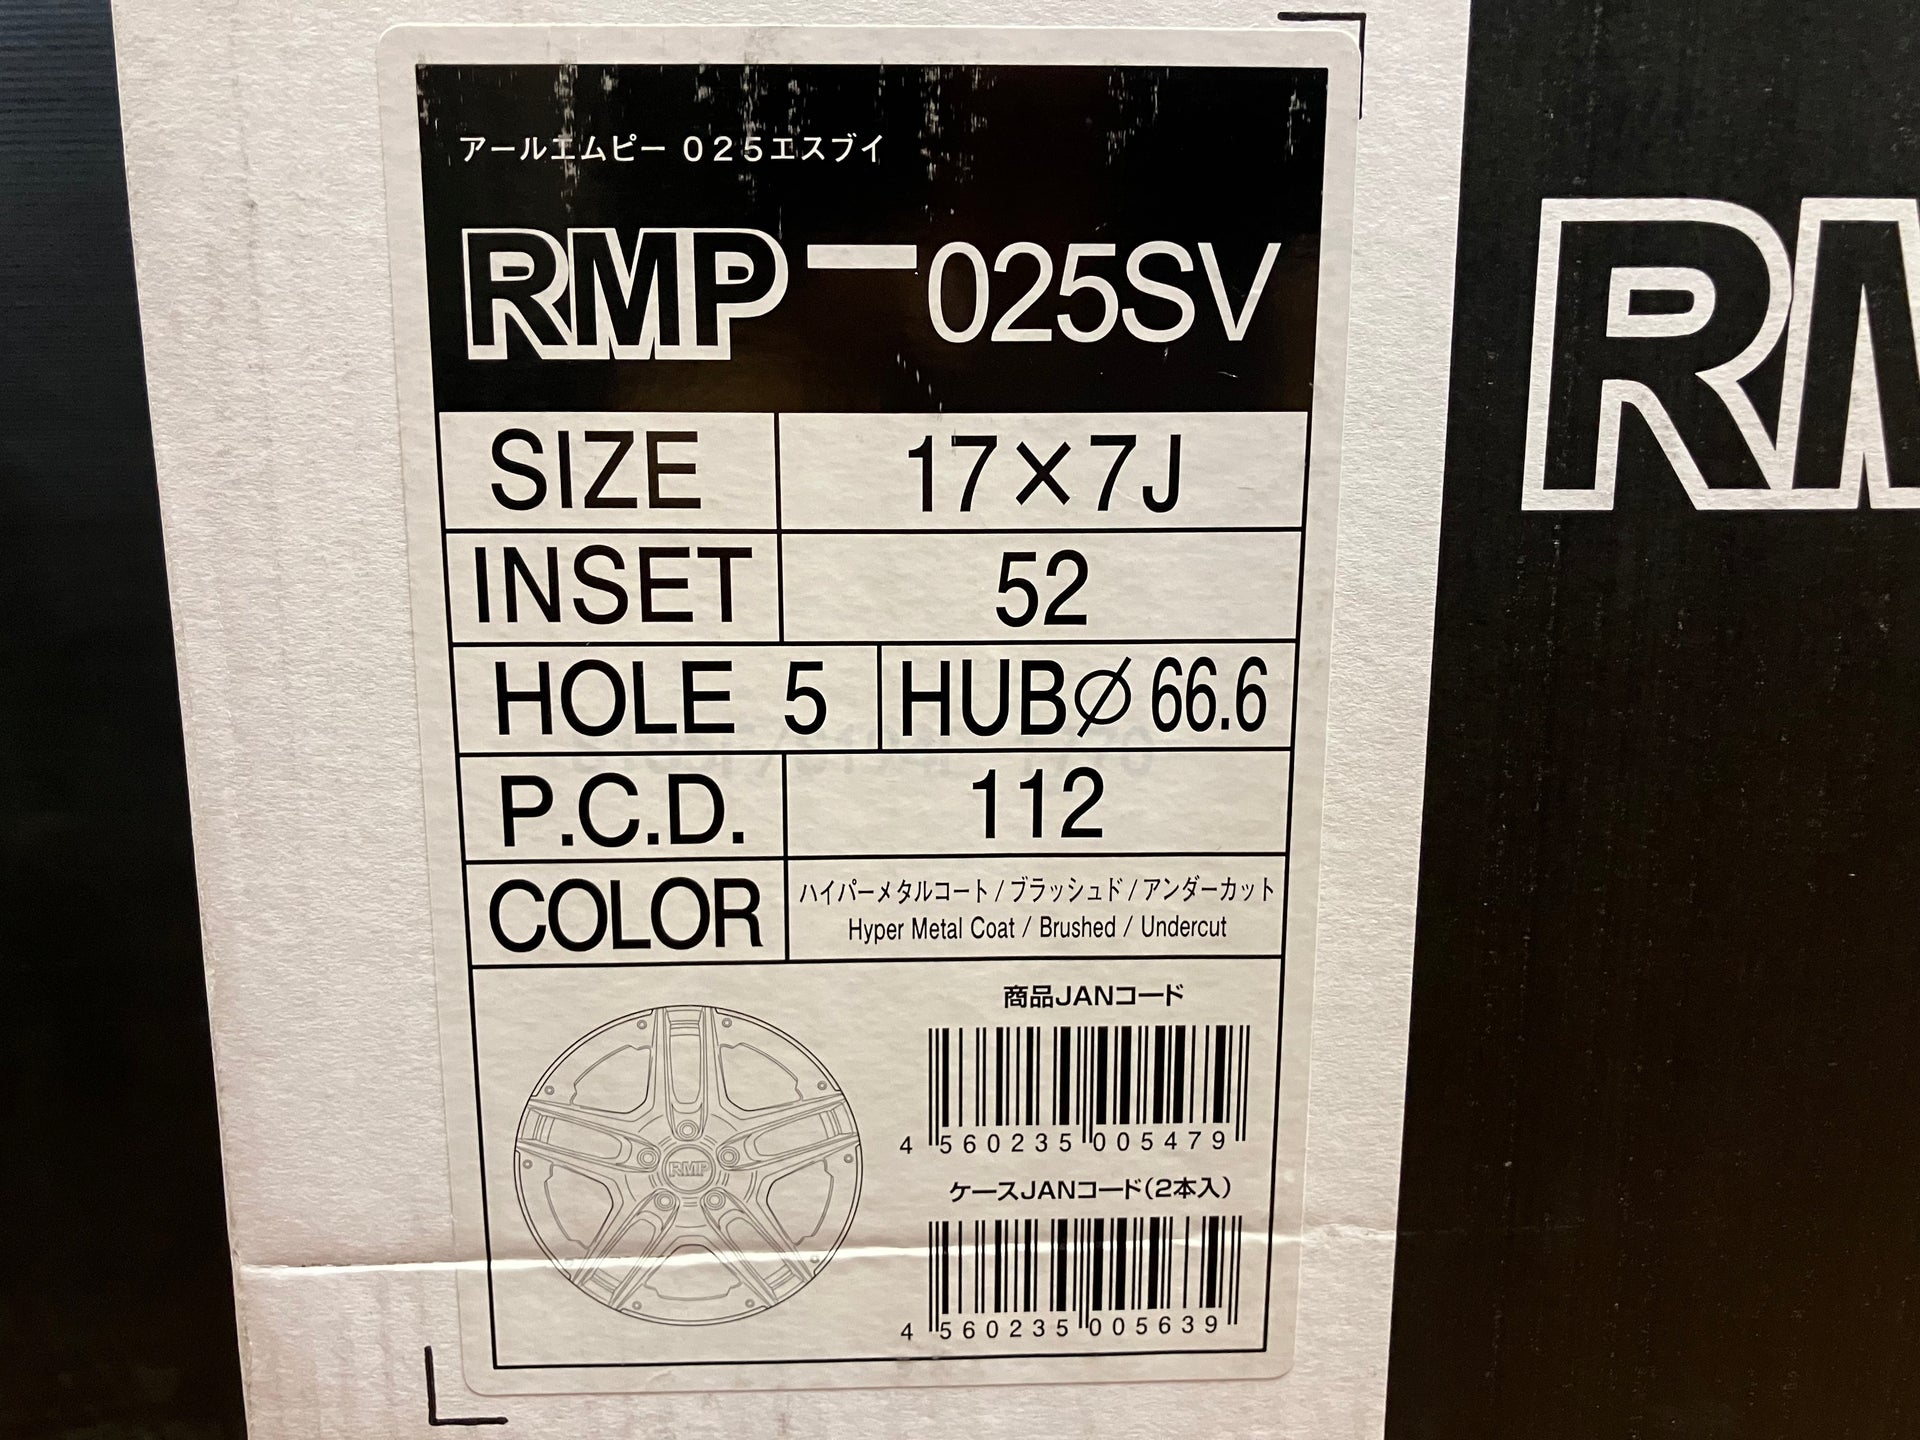 アールエムピー 025エスブイ
RMP-025SV
SIZE 17×7J
INSET 52
HOLE 5 HUBØ 66.6
P.C.D. 112
COLOR ハイパーメタルコート/ブラッシュド/アンダーカット
Hyper Metal Coat / Brushed / Undercut
商品JANコード
4 560235 005479
ケースJANコード(2本入)
4 560235 005639
RMP